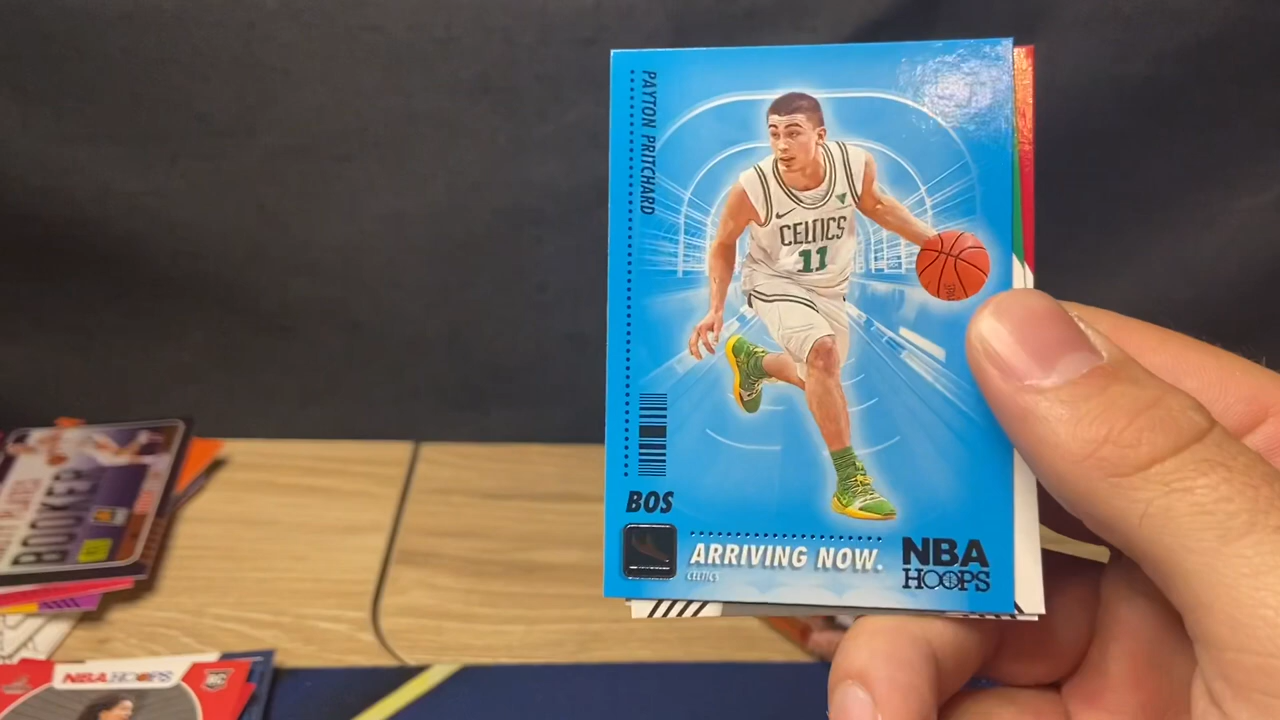 PAYTON PRITCHARD
CELTICS
11
BOS
ARRIVING NOW.
CELTICS
NBA
HOOPS
BOOKER
NBA HOOPS
RC